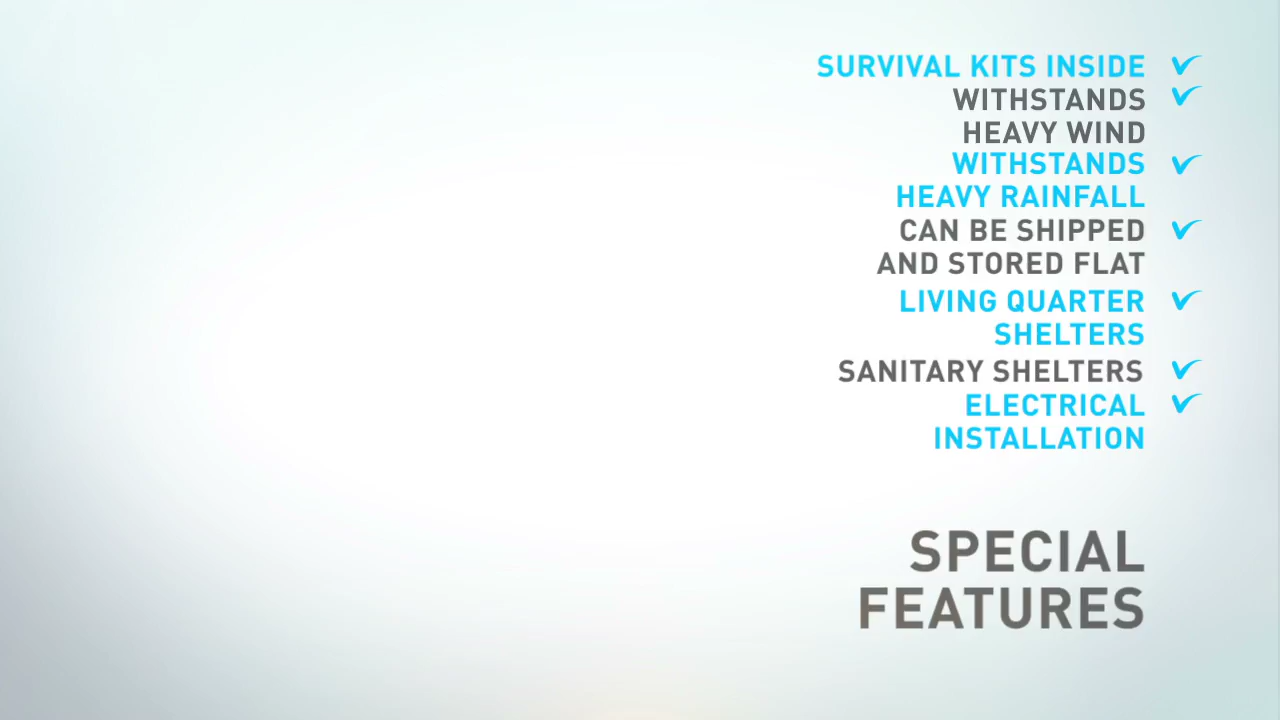 SURVIVAL KITS INSIDE
WITHSTANDS
HEAVY WIND
WITHSTANDS
HEAVY RAINFALL
CAN BE SHIPPED
AND STORED FLAT
LIVING QUARTER
SHELTERS
SANITARY SHELTERS
ELECTRICAL
INSTALLATION
SPECIAL
FEATURES